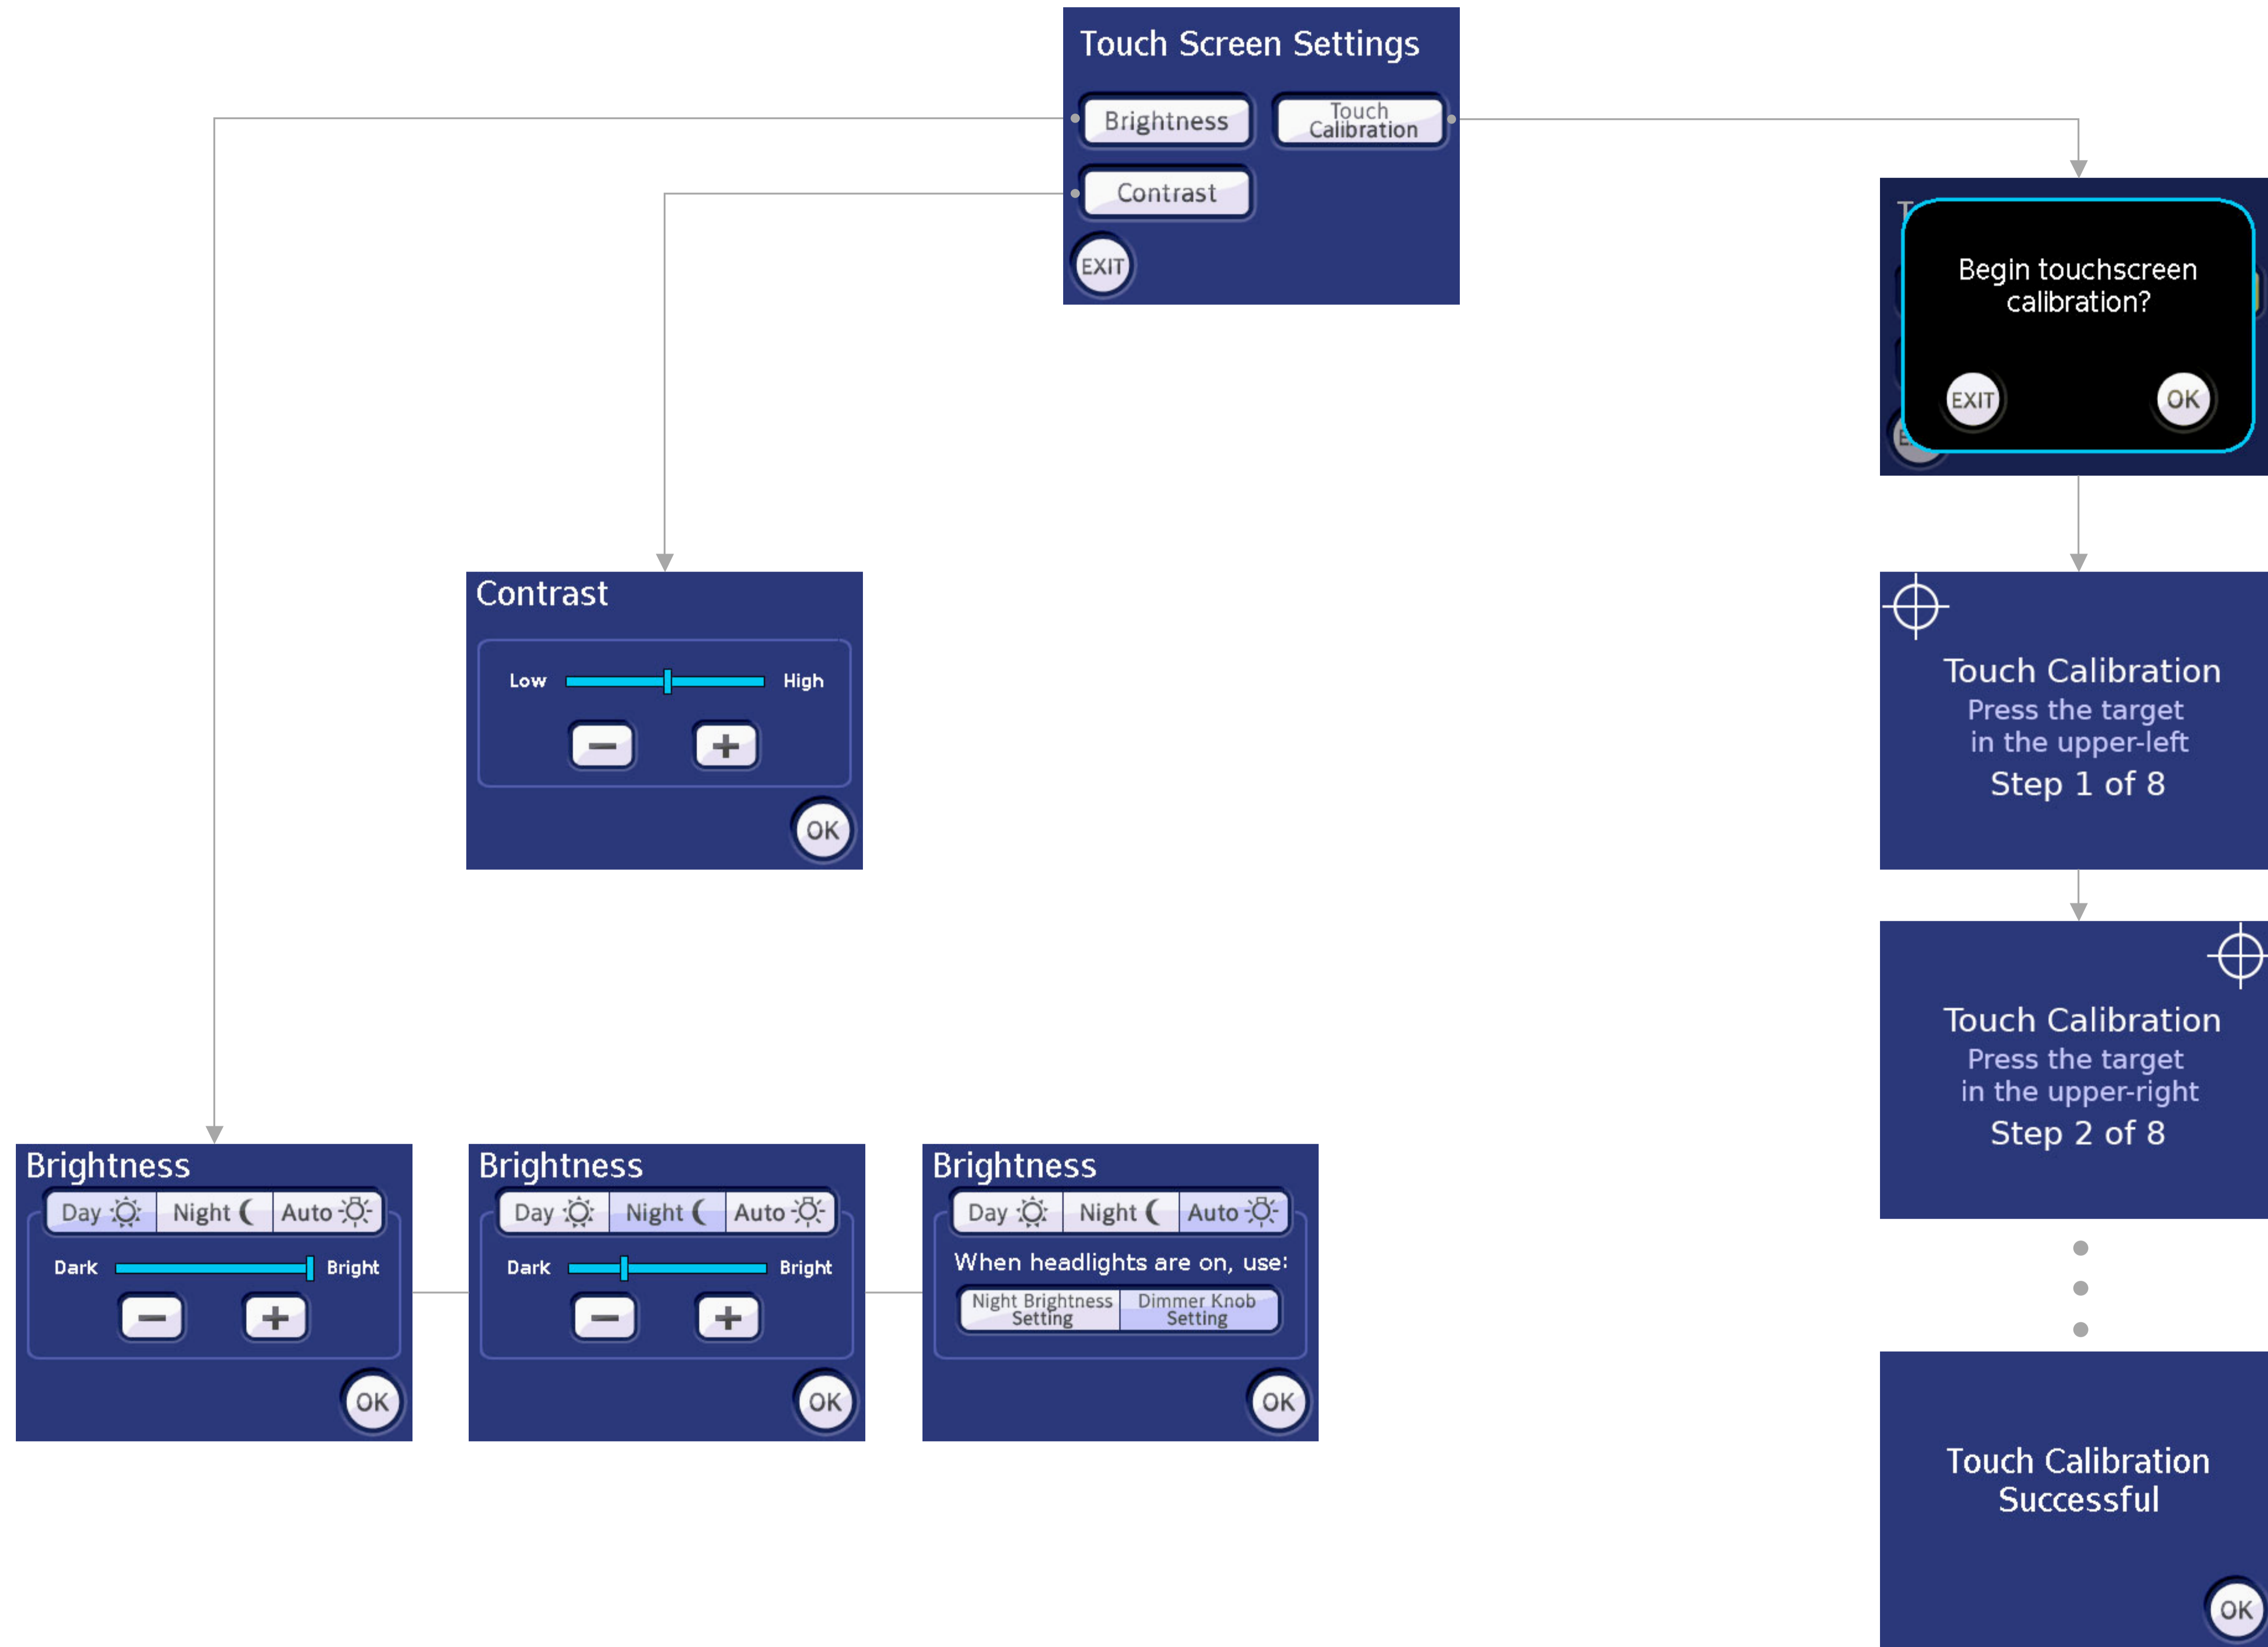 Touch Screen Settings
Brightness
Touch
Calibration
Contrast
EXIT
T
Begin touchscreen
calibration?
EXIT
OK
E
Contrast
Low
High
OK
Touch Calibration
Press the target
in the upper-left
Step 1 of 8
Touch Calibration
Press the target
in the upper-right
Step 2 of 8
Brightness
Day
Night
Auto
Dark
Bright
OK
Brightness
Day
Night
Auto
Dark
Bright
OK
Brightness
Day
Night
Auto
When headlights are on, use:
Night Brightness
Setting
Dimmer Knob
Setting
OK
Touch Calibration
Successful
OK